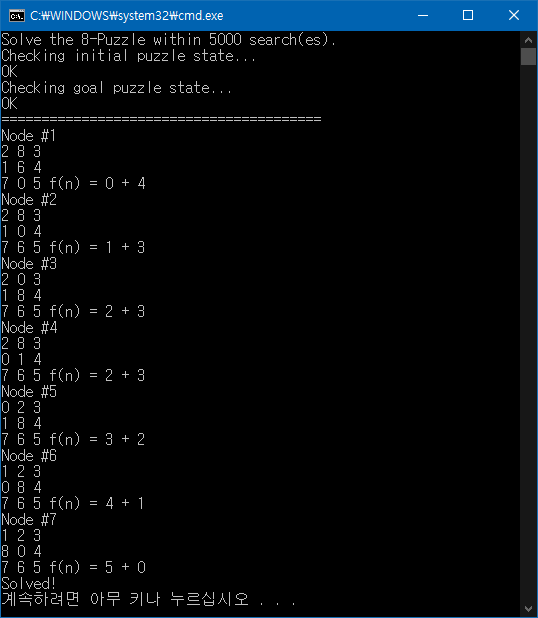 C:₩WINDOWS₩system32₩cmd.exe
Solve the 8-Puzzle within 5000 search(es).
Checking initial puzzle state...
OK
Checking goal puzzle state...
OK
========================================
Node #1
2 8 3
1 6 4
7 0 5 f(n) = 0 + 4
Node #2
2 8 3
1 0 4
7 6 5 f(n) = 1 + 3
Node #3
2 0 3
1 8 4
7 6 5 f(n) = 2 + 3
Node #4
2 8 3
0 1 4
7 6 5 f(n) = 2 + 3
Node #5
0 2 3
1 8 4
7 6 5 f(n) = 3 + 2
Node #6
1 2 3
0 8 4
7 6 5 f(n) = 4 + 1
Node #7
1 2 3
8 0 4
7 6 5 f(n) = 5 + 0
Solved!
계속하려면 아무 키나 누르십시오 . . .